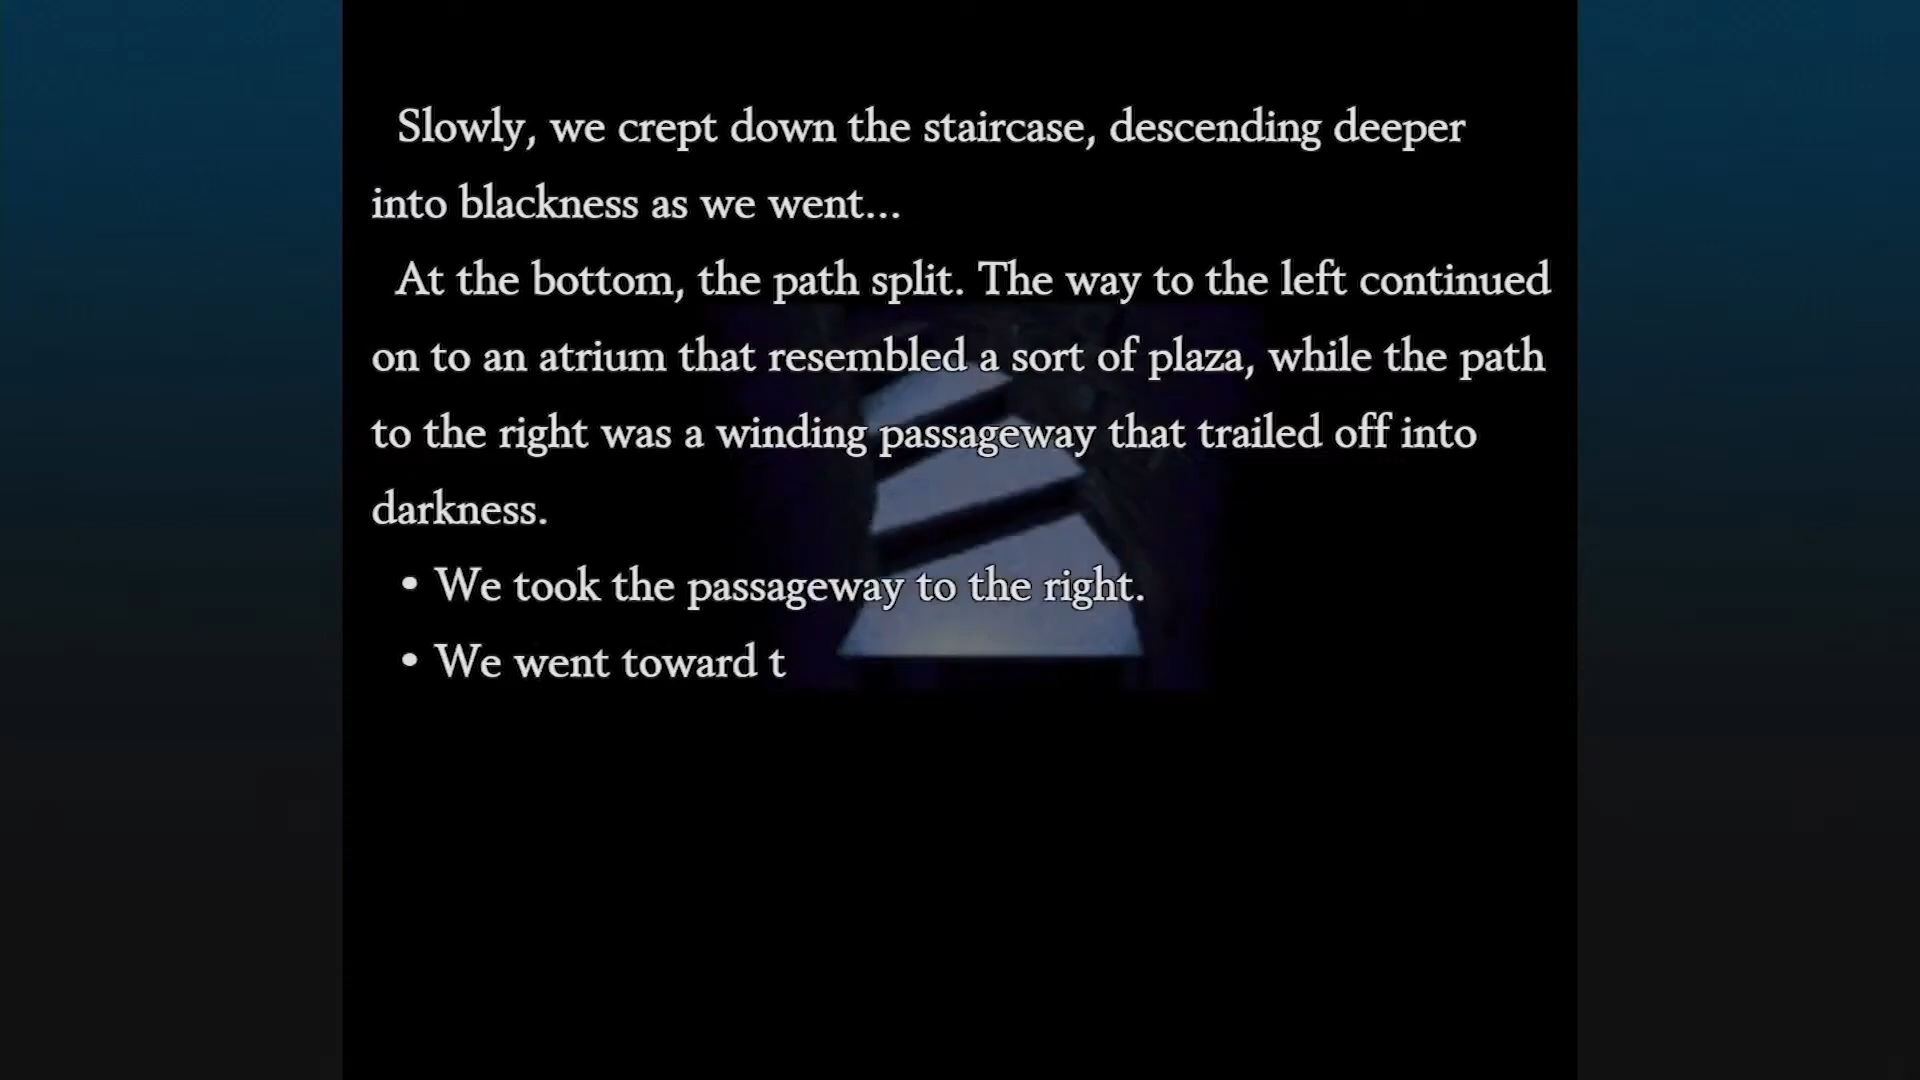 Slowly, we crept down the staircase, descending deeper
into blackness as we went...
At the bottom, the path split. The way to the left continued
on to an atrium that resembled a sort of plaza, while the path
to the right was a winding passageway that trailed off into
darkness.
• We took the passageway to the right.
• We went toward t